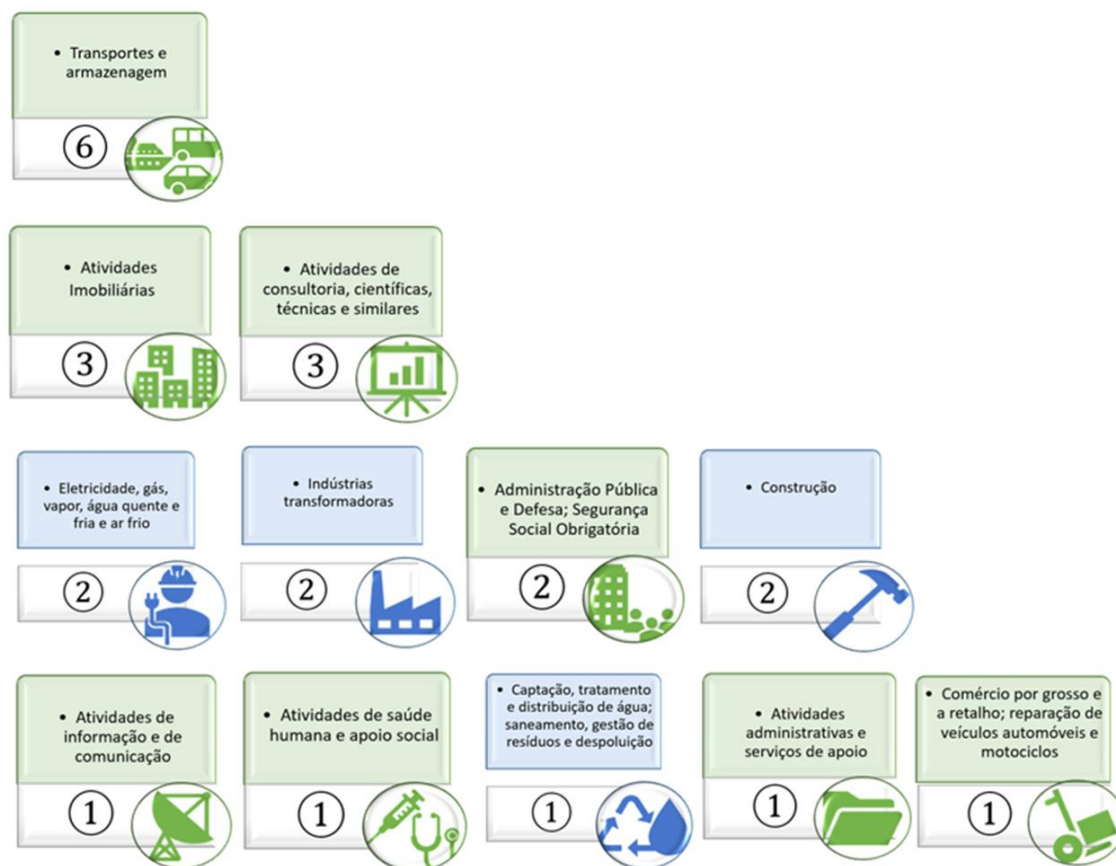 • Transportes e
armazenagem
6
• Atividades
Imobiliárias
3
• Atividades de
consultoria, científicas,
técnicas e similares
3
• Eletricidade, gás,
vapor, água quente e
fria e ar frio
2
• Indústrias
transformadoras
2
• Administração Pública
e Defesa; Segurança
Social Obrigatória
2
• Construção
2
• Atividades de
informação e de
comunicação
1
• Atividades de saúde
humana e apoio social
1
• Captação, tratamento
e distribuição de água;
saneamento, gestão de
resíduos e despoluição
1
• Atividades
administrativas e
serviços de apoio
1
• Comércio por grosso e
a retalho; reparação de
veículos automóveis e
motociclos
1